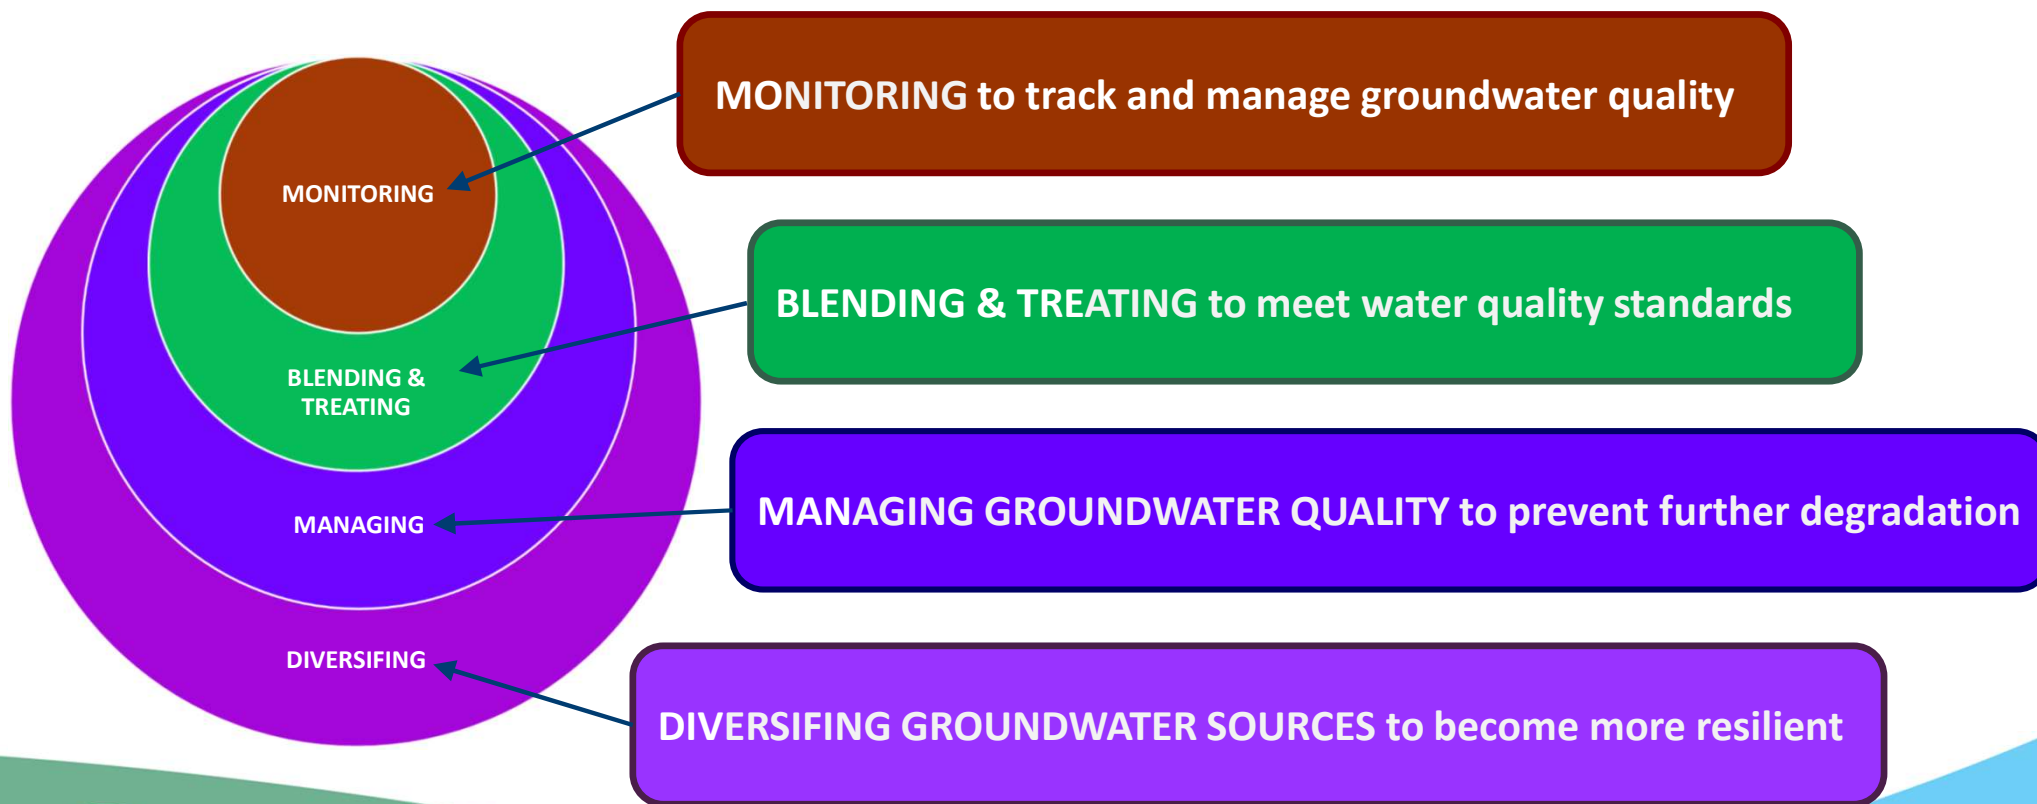 MONITORING to track and manage groundwater quality
MONITORING
BLENDING & TREATING to meet water quality standards
BLENDING &
TREATING
MANAGING GROUNDWATER QUALITY to prevent further degradation
MANAGING
DIVERSIFING
DIVERSIFING GROUNDWATER SOURCES to become more resilient